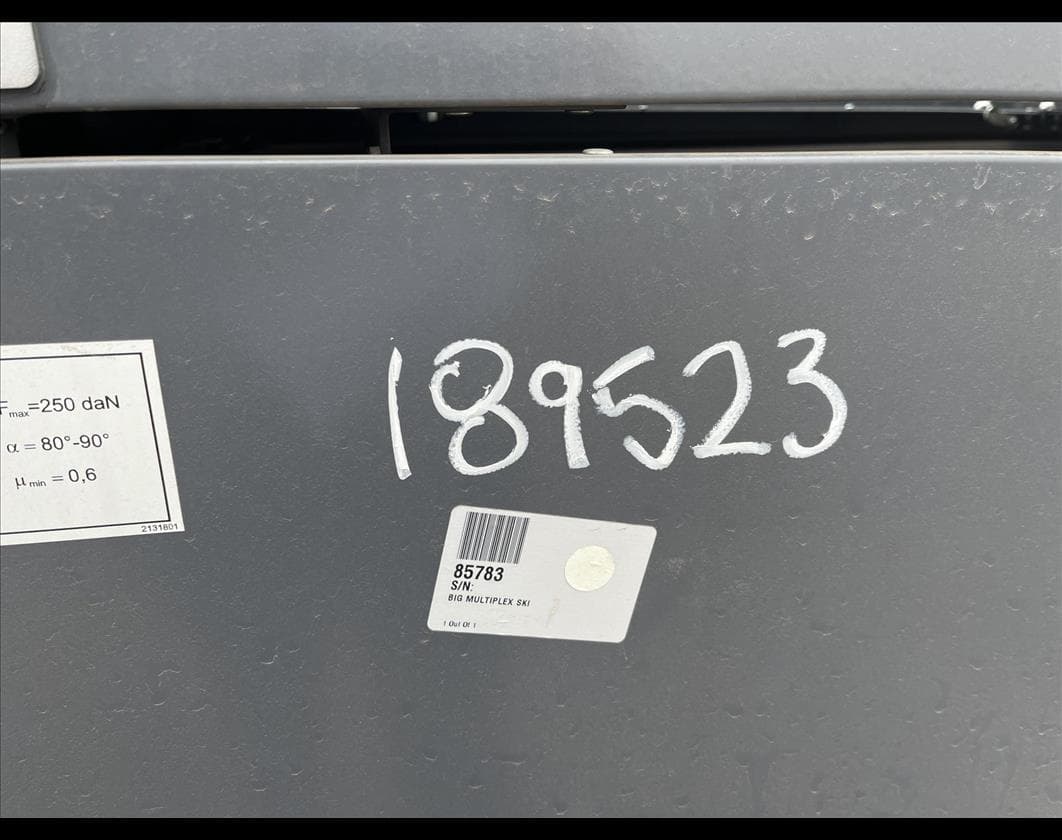 189523
F max=250 daN
α = 80°-90°
μ min = 0,6
2131801
85783
S/N:
BIG MULTIPLEX SKI
1 Out Of 1